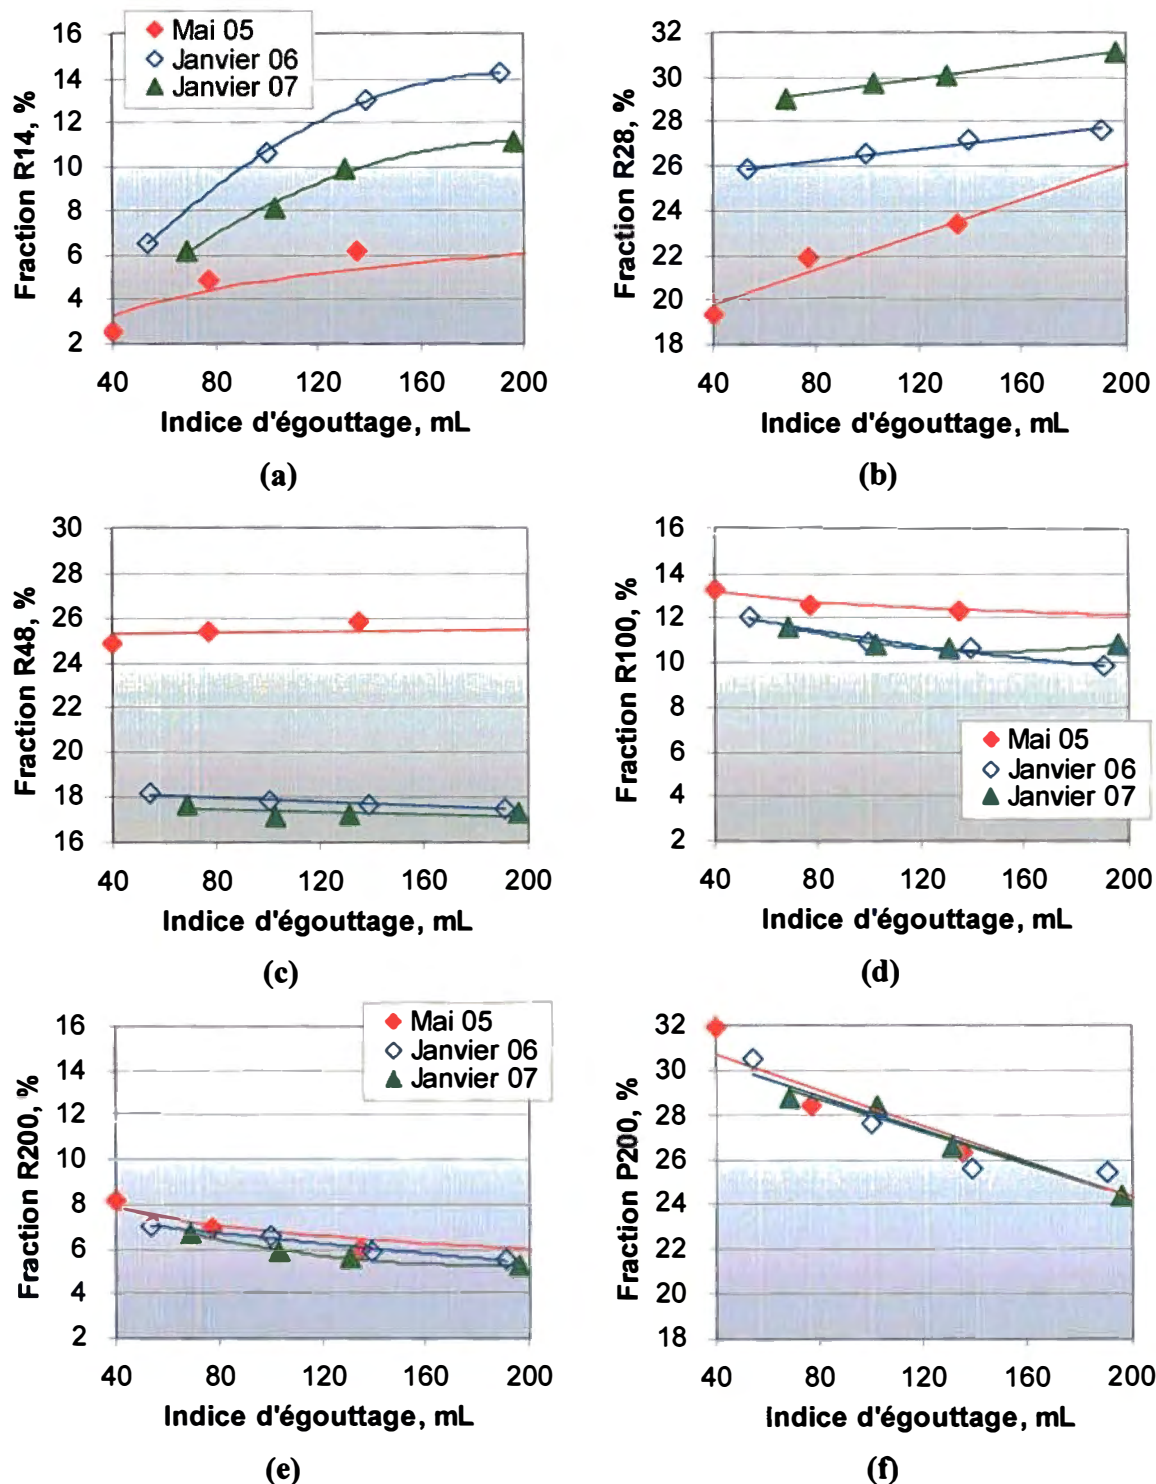 Fraction R14, %
16
14
12
10
8
6
4
2
Mai 05
Janvier 06
Janvier 07
40 80 120 160 200
Indice d'égouttage, mL
(a)
Fraction R28, %
32
30
28
26
24
22
20
18
40 80 120 160 200
Indice d'égouttage, mL
(b)
Fraction R48, %
30
28
26
24
22
20
18
16
40 80 120 160 200
Indice d'égouttage, mL
(c)
Fraction R100, %
16
14
12
10
8
6
4
2
Mai 05
Janvier 06
Janvier 07
40 80 120 160 200
Indice d'égouttage, mL
(d)
Fraction R200, %
16
14
12
10
8
6
4
2
Mai 05
Janvier 06
Janvier 07
40 80 120 160 200
Indice d'égouttage, mL
(e)
Fraction P200, %
32
30
28
26
24
22
20
18
40 80 120 160 200
Indice d'égouttage, mL
(f)